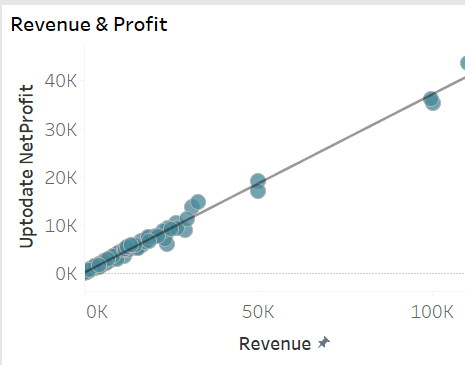 Revenue & Profit
Uptodate NetProfit
40K
30K
20K
10K
0K
0K
50K
100K
Revenue